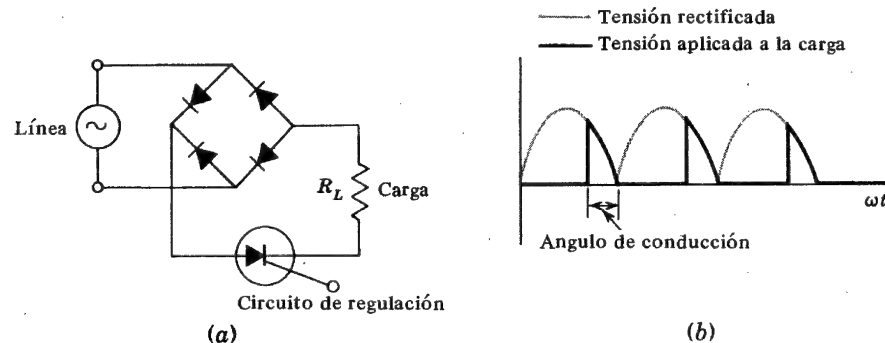 Tensión rectificada
Tensión aplicada a la carga
Línea
R_L Carga
ωt
Angulo de conducción
Circuito de regulación
(a)
(b)